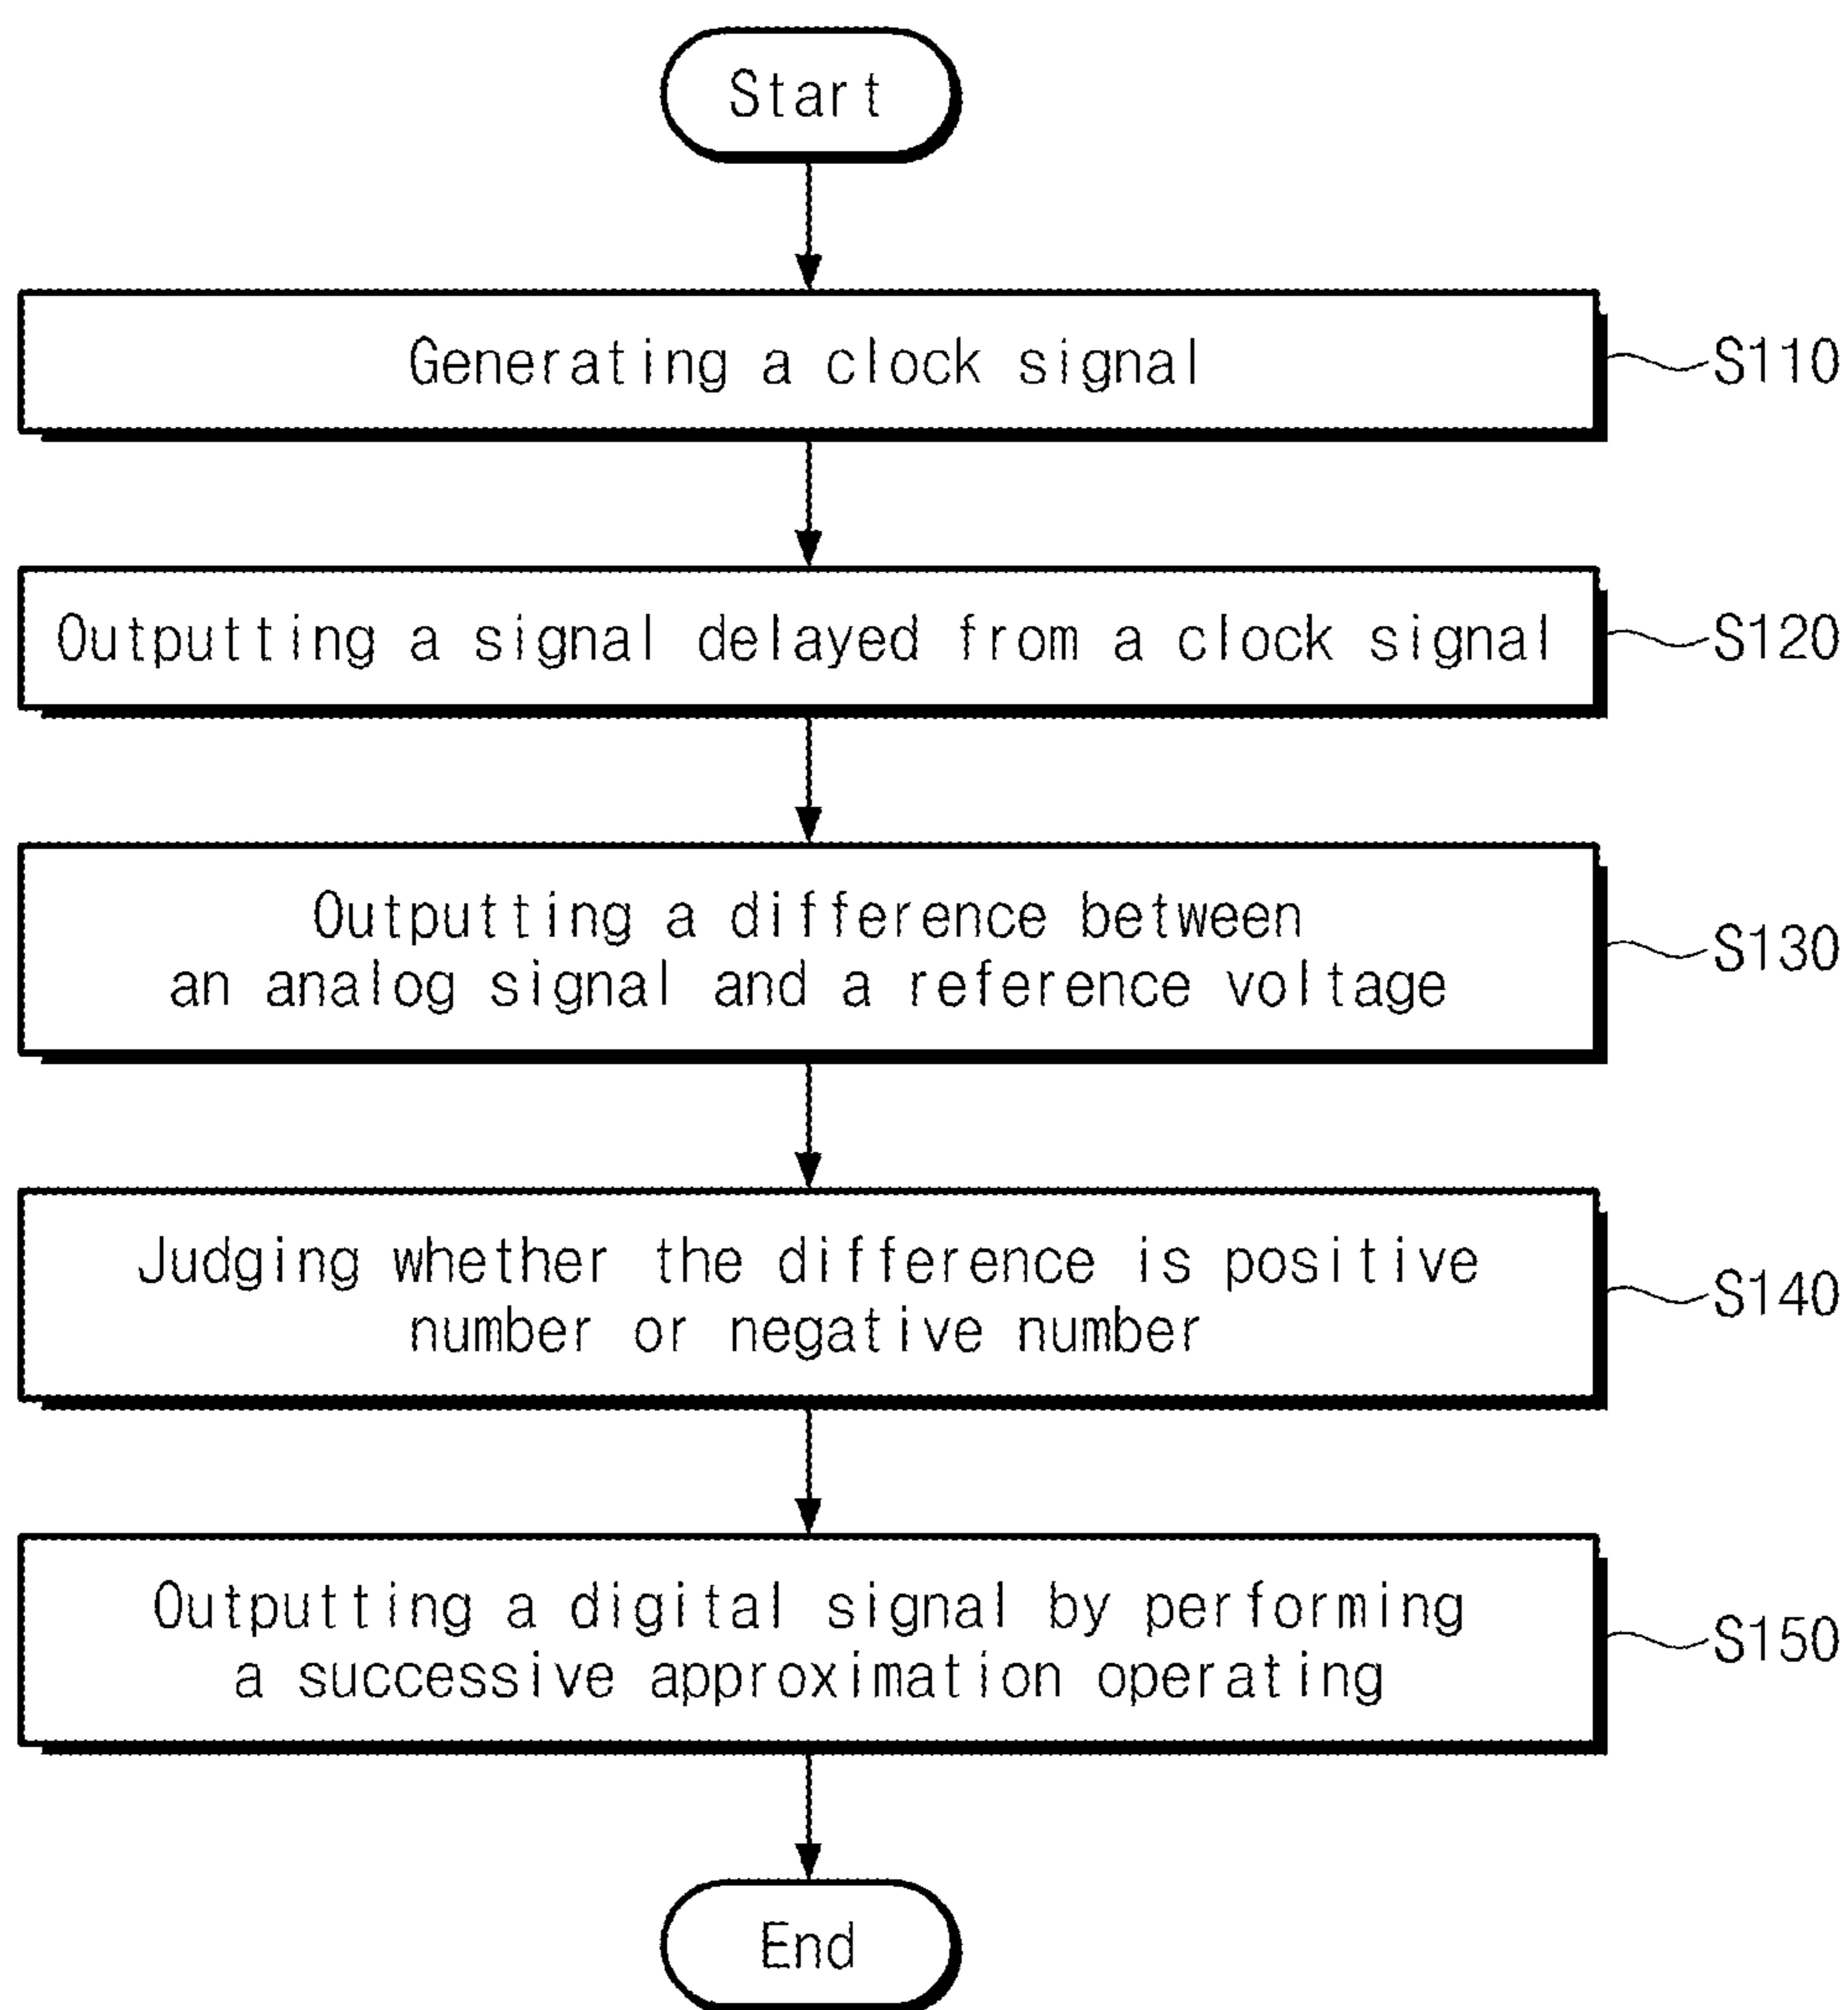 Start
Generating a clock signal
S110
Outputting a signal delayed from a clock signal
S120
Outputting a difference between
an analog signal and a reference voltage
S130
Judging whether the difference is positive
number or negative number
S140
Outputting a digital signal by performing
a successive approximation operating
S150
End